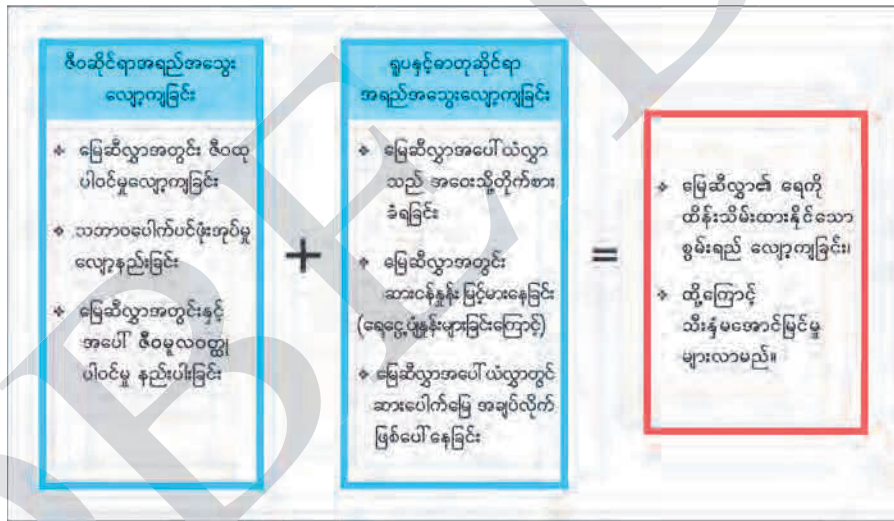 ဇီဝဆိုင်ရာအရည်အသွေး
လျော့ကျခြင်း
❖ မြေဆီလွှာအတွင်း ဇီဝထု
ပါဝင်မှုလျော့ကျခြင်း
❖ သဘာဝပေါက်ပင်ဖုံးအုပ်မှု
လျော့နည်းခြင်း
❖ မြေဆီလွှာအတွင်းနှင့်
အပေါ် ဇီဝမူလဝတ္ထု
ပါဝင်မှု နည်းပါးခြင်း
+
ရူပနှင့်ဓာတုဆိုင်ရာ
အရည်အသွေးလျော့ကျခြင်း
❖ မြေဆီလွှာအပေါ်ယံလွှာ
သည် အဝေးသို့တိုက်စား
ခံရခြင်း
❖ မြေဆီလွှာအတွင်း
ဆားငန်နှုန်း မြင့်မားနေခြင်း
(ရေငွေ့ပျံနှုန်းများခြင်းကြောင့်)
❖ မြေဆီလွှာအပေါ်ယံလွှာတွင်
ဆားပေါက်မြေ အချပ်လိုက်
ဖြစ်ပေါ်နေခြင်း
=
❖ မြေဆီလွှာ၏ ရေကို
ထိန်းသိမ်းထားနိုင်သော
စွမ်းရည် လျော့ကျခြင်း၊
❖ ထို့ကြောင့်
သီးနှံမအောင်မြင်မှု
များလာမည်။